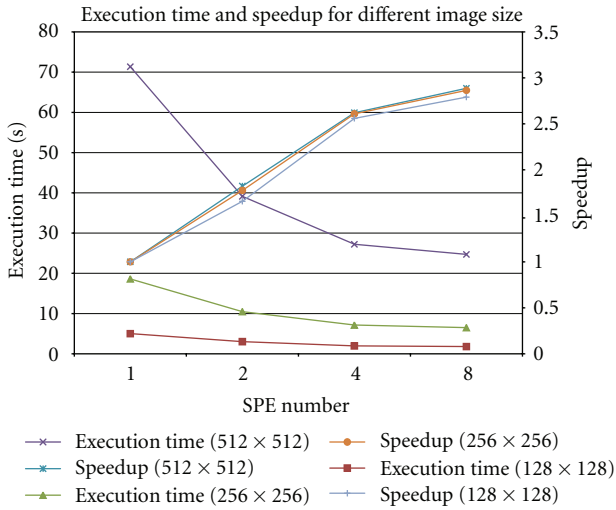 Execution time and speedup for different image size
80
70
60
50
40
30
20
10
0
Execution time (s)
3.5
3
2.5
2
1.5
1
0.5
0
Speedup
1 2 4 8
SPE number
Execution time (512 × 512)
Speedup (512 × 512)
Execution time (256 × 256)
Speedup (256 × 256)
Execution time (128 × 128)
Speedup (128 × 128)